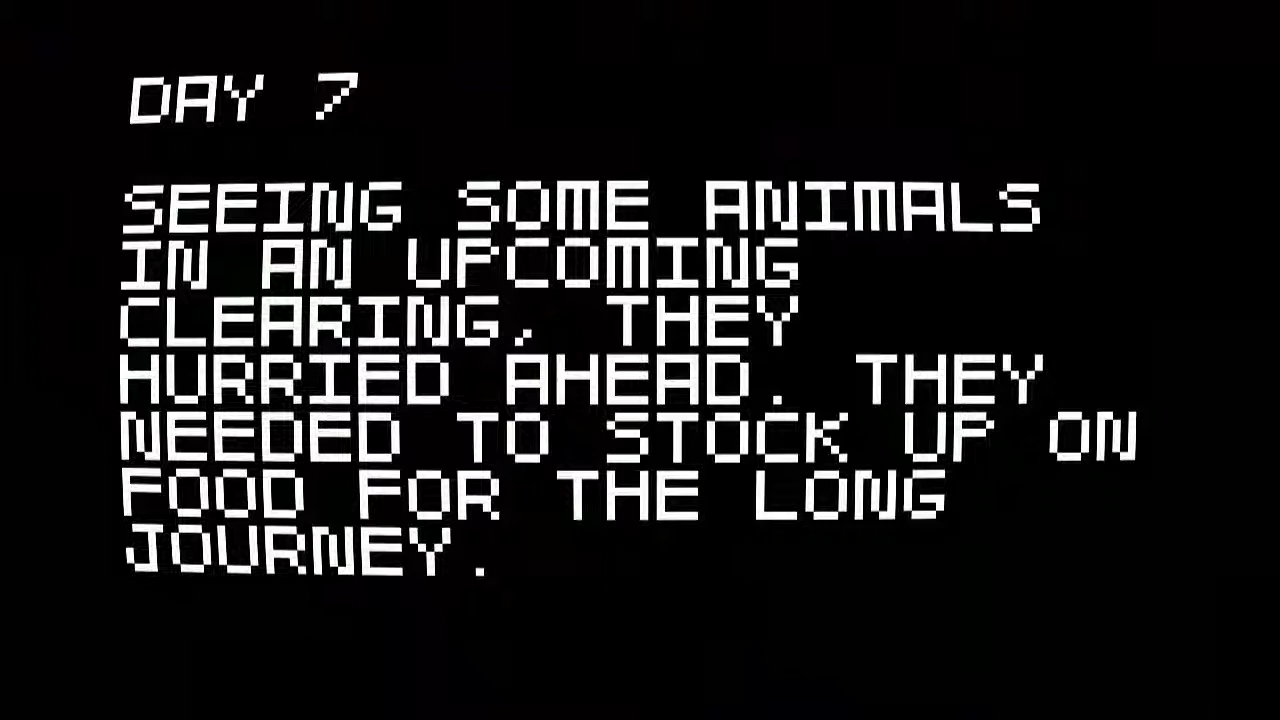 DAY 7
SEEING SOME ANIMALS
IN AN UPCOMING
CLEARING, THEY
HURRIED AHEAD. THEY
NEEDED TO STOCK UP ON
FOOD FOR THE LONG
JOURNEY.